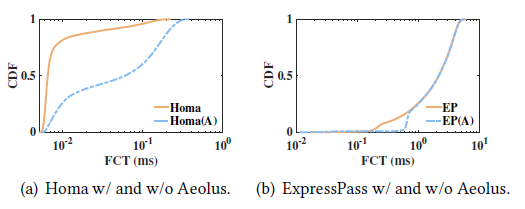 1
0.5
0
CDF
Homa
Homa(A)
10^-2
10^-1
10^0
FCT (ms)
(a) Homa w/ and w/o Aeolus.
1
0.5
0
CDF
EP
EP(A)
10^-2
10^-1
10^0
10^1
FCT (ms)
(b) ExpressPass w/ and w/o Aeolus.